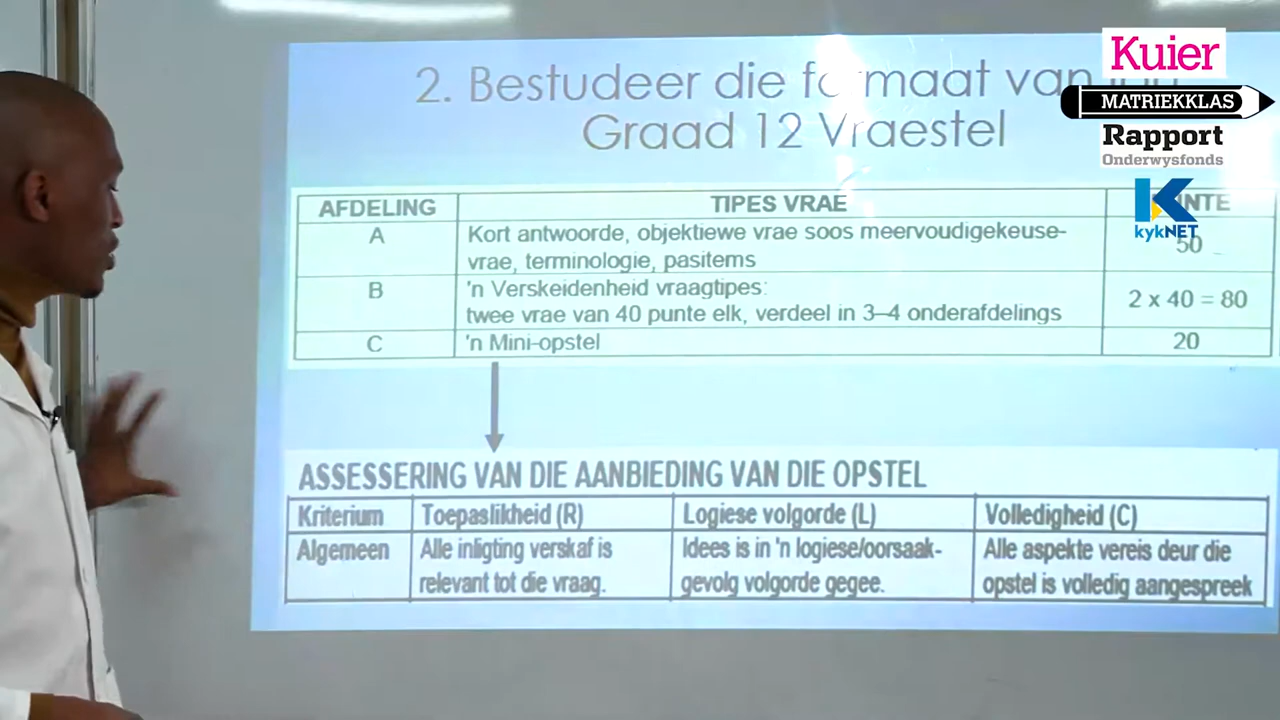 2. Bestudeer die formaat van
Graad 12 Vraestel
Kuier
MATRIEKKLAS
Rapport
Onderwysfonds
kykNET
AFDELING
TIPES VRAE
A
Kort antwoorde, objektiewe vrae soos meervoudigekeuse-
vrae, terminologie, pasitems
50
B
'n Verskeidenheid vraagtipes:
twee vrae van 40 punte elk, verdeel in 3–4 onderafdelings
2 x 40 = 80
C
'n Mini-opstel
20
ASSESSERING VAN DIE AANBIEDING VAN DIE OPSTEL
Kriterium
Toepaslikheid (R)
Logiese volgorde (L)
Volledigheid (C)
Algemeen
Alle inligting verskaf is
relevant tot die vraag.
Idees is in 'n logiese/oorsaak-
gevolg volgorde gegee.
Alle aspekte vereis deur die
opstel is volledig aangespreek